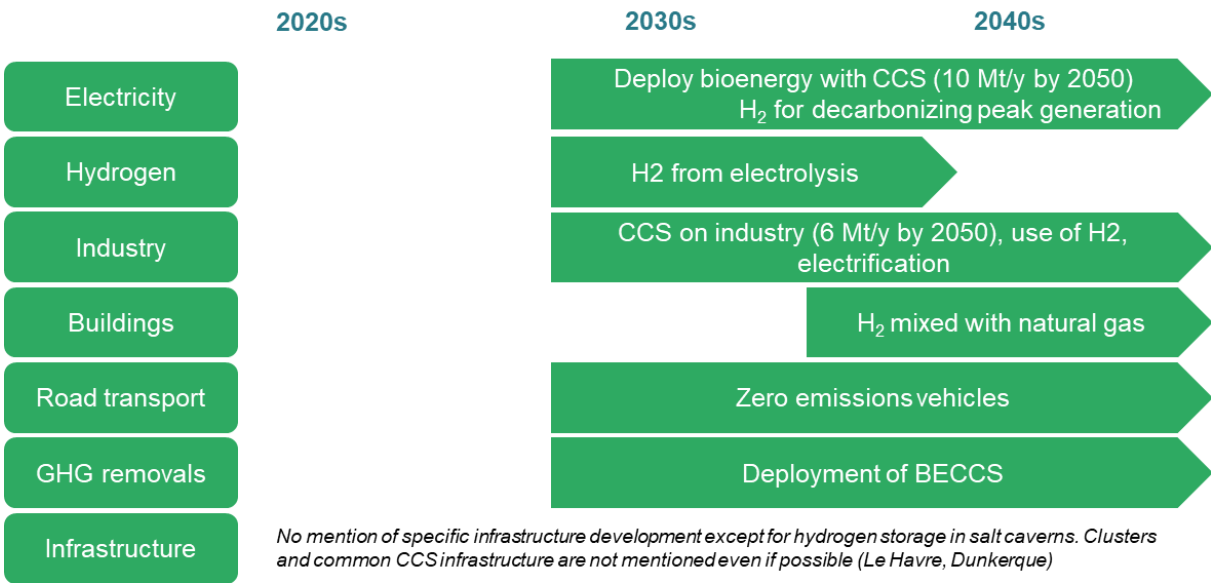 2020s 2030s 2040s
Electricity
Deploy bioenergy with CCS (10 Mt/y by 2050)
H₂ for decarbonizing peak generation
Hydrogen
H2 from electrolysis
Industry
CCS on industry (6 Mt/y by 2050), use of H2,
electrification
Buildings
H₂ mixed with natural gas
Road transport
Zero emissions vehicles
GHG removals
Deployment of BECCS
Infrastructure
No mention of specific infrastructure development except for hydrogen storage in salt caverns. Clusters
and common CCS infrastructure are not mentioned even if possible (Le Havre, Dunkerque)